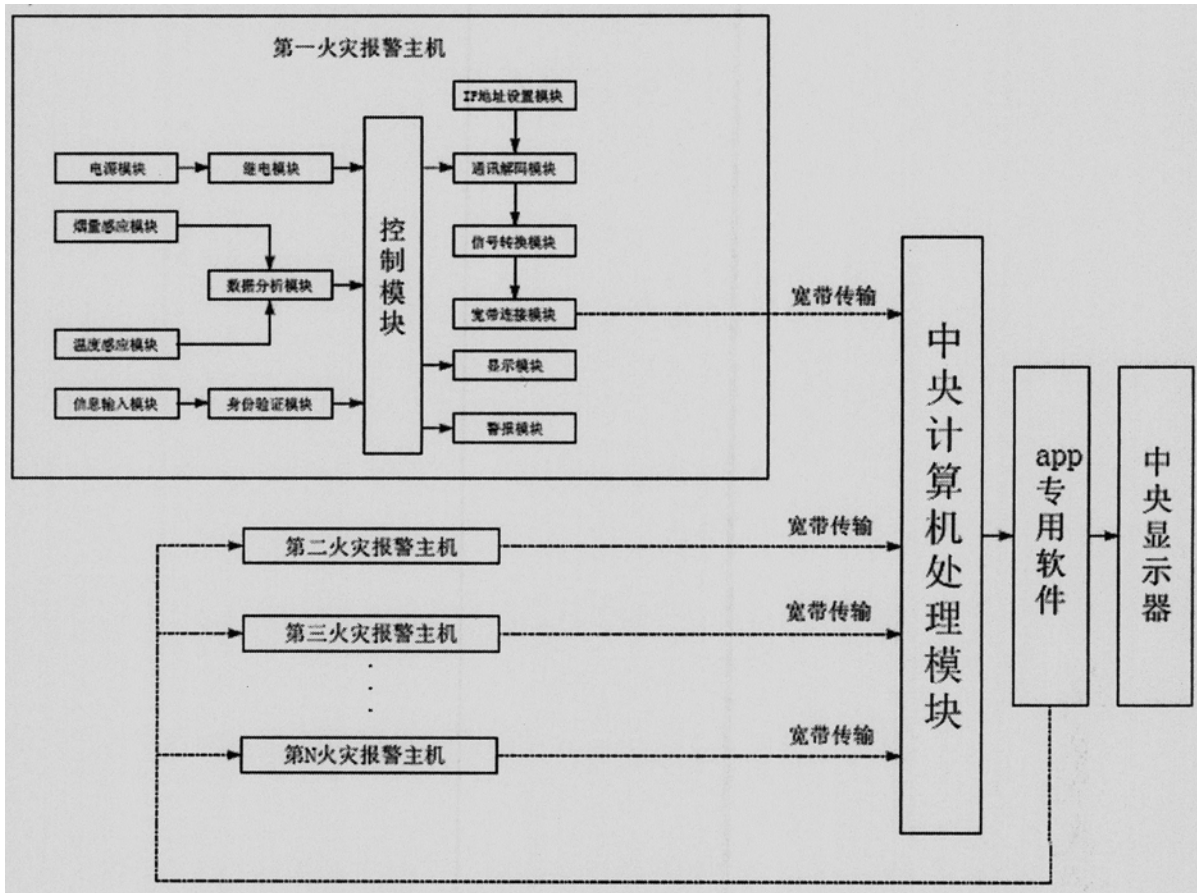 第一火灾报警主机
IP地址设置模块
电源模块
继电模块
通讯解码模块
烟量感应模块
控制模块
信号转换模块
数据分析模块
宽带连接模块
宽带传输
温度感应模块
显示模块
信息输入模块
身份验证模块
警报模块
中央计算机处理模块
app专用软件
中央显示器
第二火灾报警主机
宽带传输
第三火灾报警主机
宽带传输
第N火灾报警主机
宽带传输